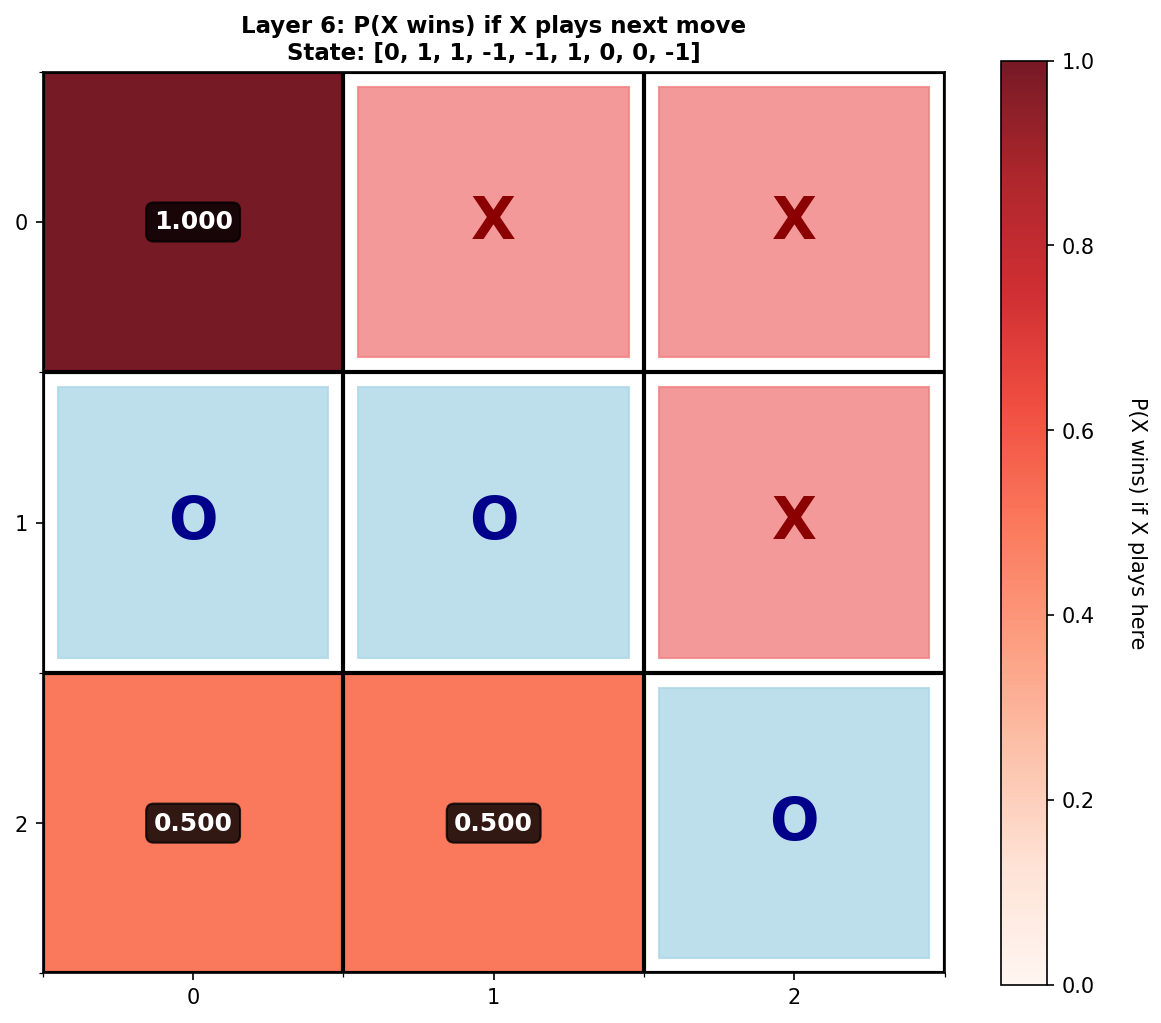 Layer 6: P(X wins) if X plays next move
State: [0, 1, 1, -1, -1, 1, 0, 0, -1]
0
1.000
X
X
1
O
O
X
2
0.500
0.500
O
0
1
2
1.0
0.8
0.6
0.4
0.2
0.0
P(X wins) if X plays here